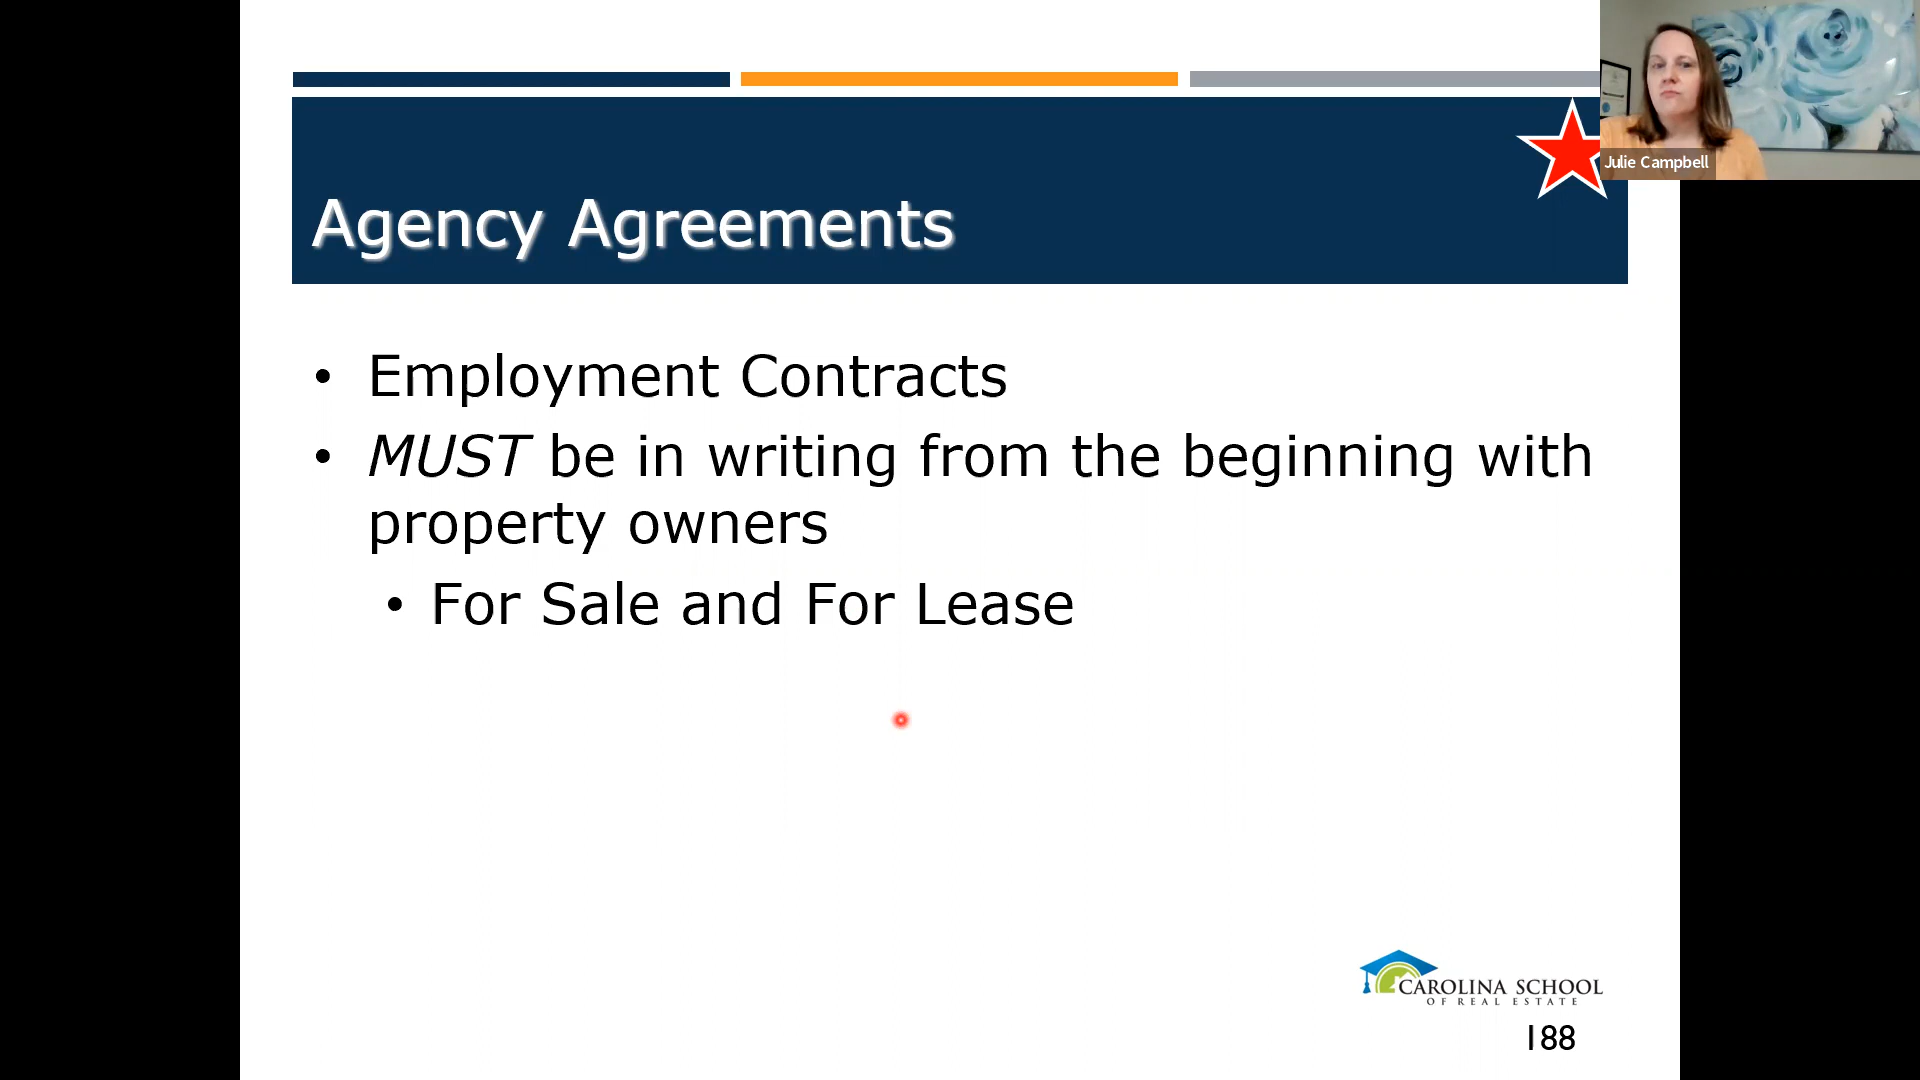 Julie Campbell
Agency Agreements
• Employment Contracts
• MUST be in writing from the beginning with
property owners
• For Sale and For Lease
CAROLINA SCHOOL
OF REAL ESTATE
188